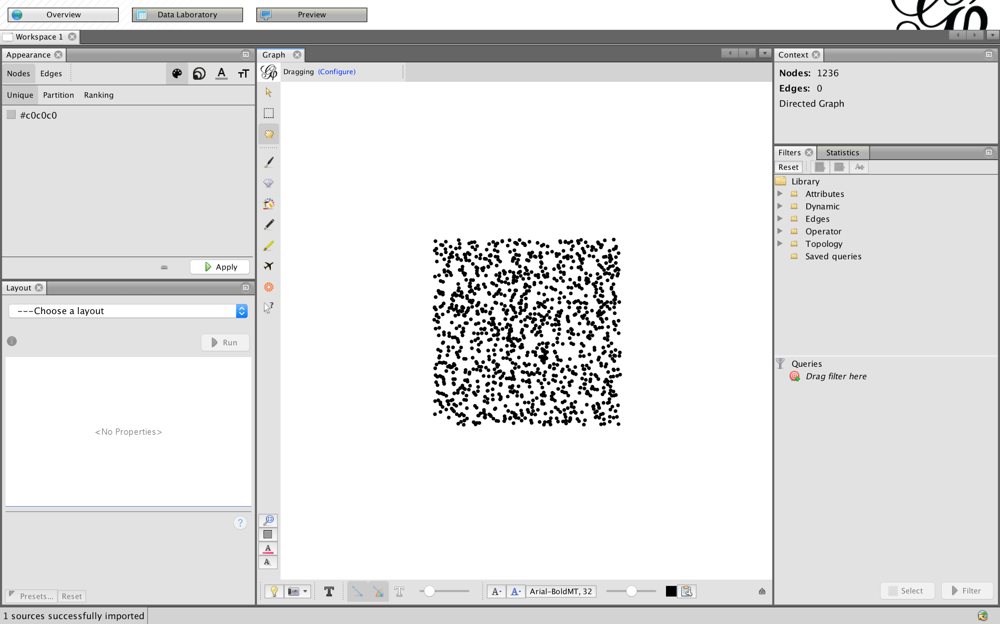 Overview
Data Laboratory
Preview
Workspace 1
Appearance
Nodes Edges
A
TT
Unique Partition Ranking
#c0c0c0
Apply
Layout
---Choose a layout
Run
<No Properties>
?
Presets...
Reset
Graph
Dragging (Configure)
?
A
A
T
T
A
A
Arial-BoldMT, 32
Context
Nodes: 1236
Edges: 0
Directed Graph
Filters
Statistics
Reset
Library
Attributes
Dynamic
Edges
Operator
Topology
Saved queries
Queries
Drag filter here
Select
Filter
1 sources successfully imported